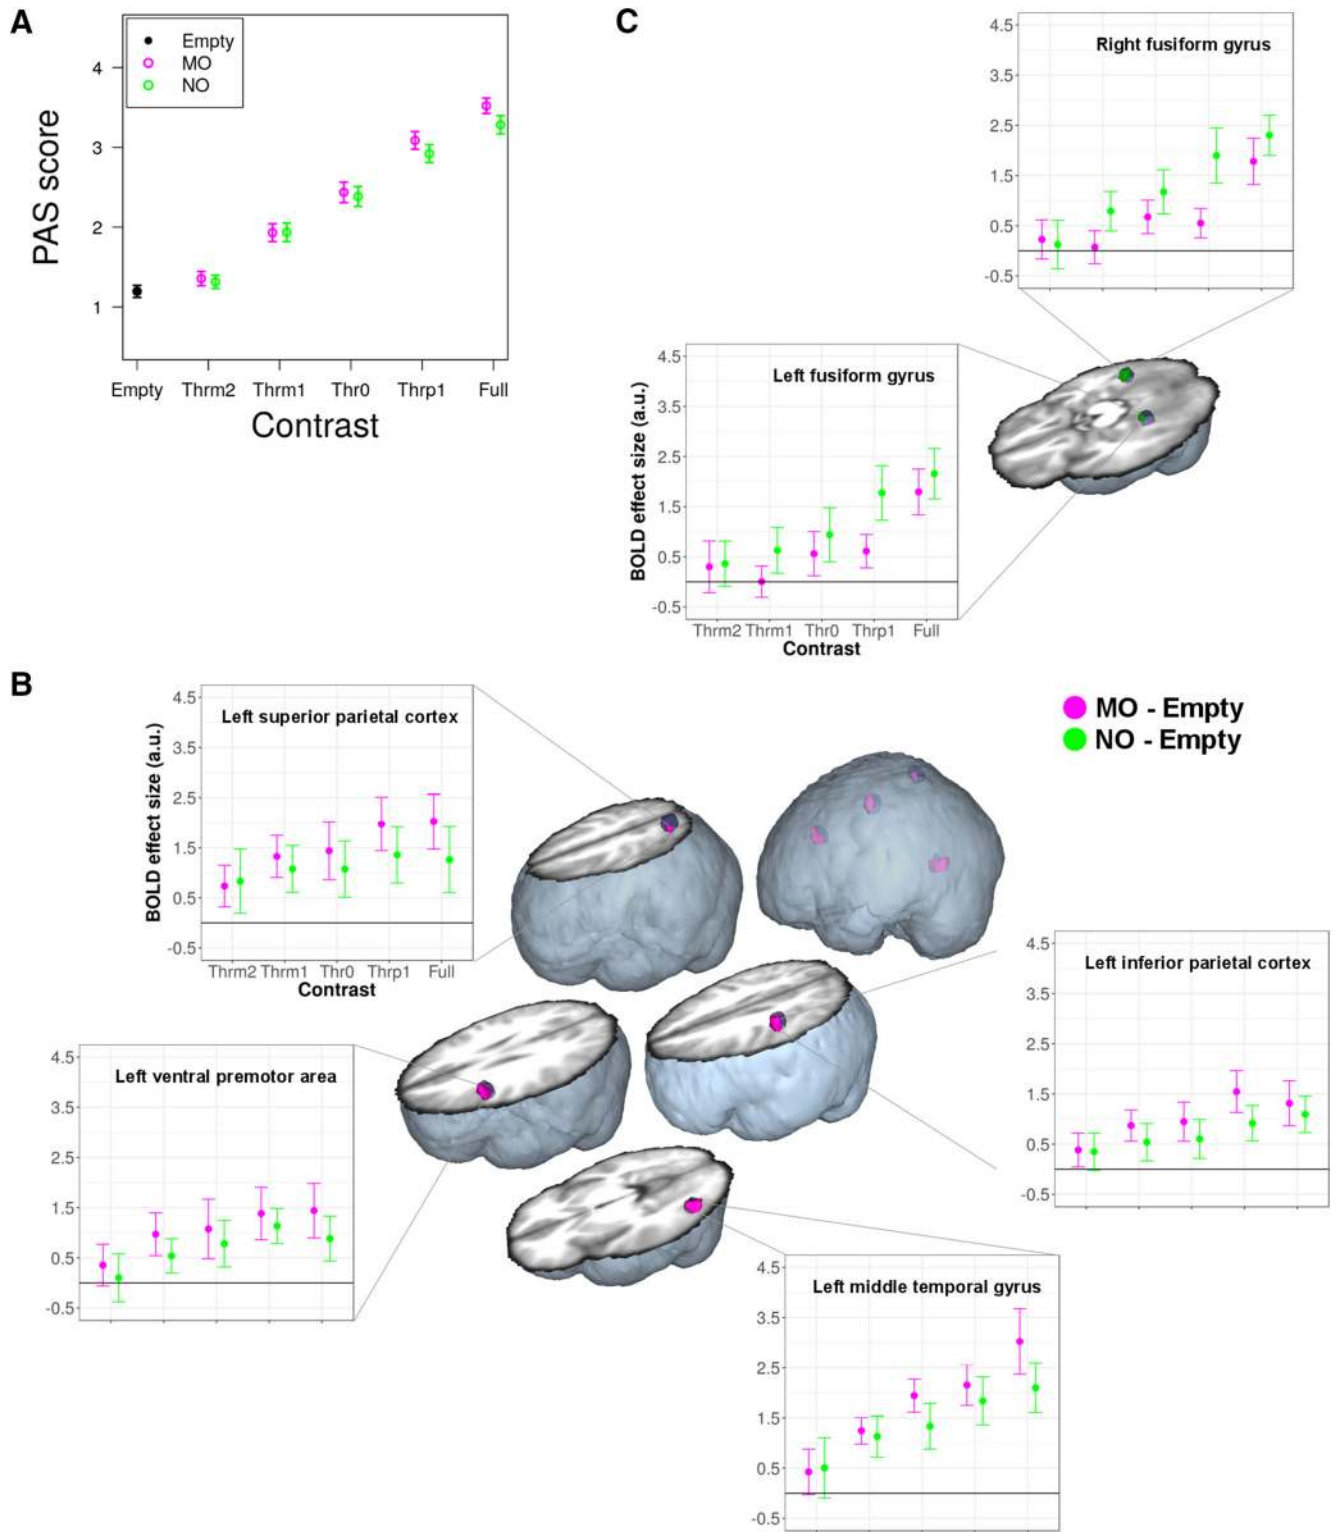 A
Empty
MO
NO
4
3
2
1
PAS score
Empty Thrm2 Thrm1 Thr0 Thrp1 Full
Contrast
C
Right fusiform gyrus
4.5
3.5
2.5
1.5
0.5
-0.5
Left fusiform gyrus
4.5
3.5
2.5
1.5
0.5
-0.5
BOLD effect size (a.u.)
Thrm2 Thrm1 Thr0 Thrp1 Full
Contrast
B
MO - Empty
NO - Empty
Left superior parietal cortex
4.5
3.5
2.5
1.5
0.5
-0.5
BOLD effect size (a.u.)
Thrm2 Thrm1 Thr0 Thrp1 Full
Contrast
Left inferior parietal cortex
4.5
3.5
2.5
1.5
0.5
-0.5
Left ventral premotor area
4.5
3.5
2.5
1.5
0.5
-0.5
Left middle temporal gyrus
4.5
3.5
2.5
1.5
0.5
-0.5